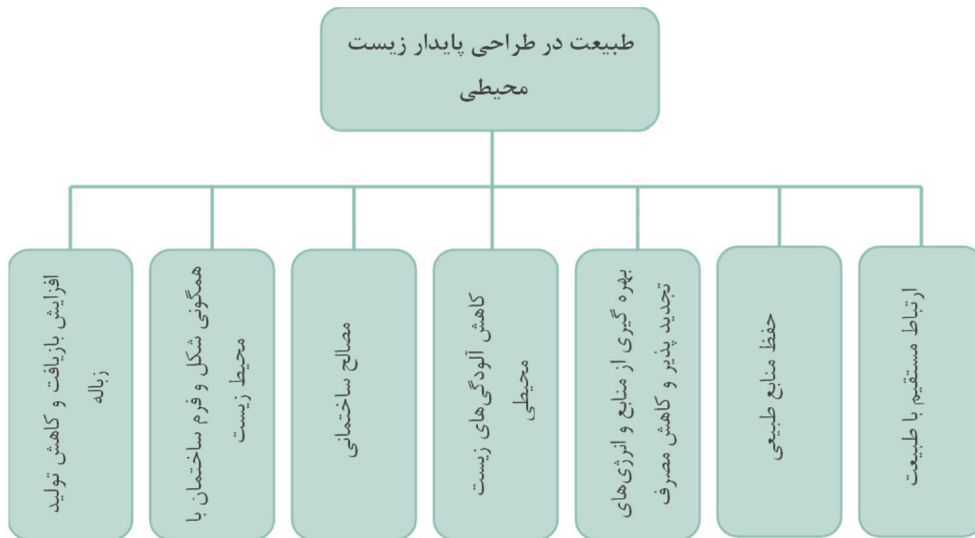 طبیعت در طراحی پایدار زیست
محیطی
ارتباط مستقیم با طبیعت
حفظ منابع طبیعی
بهره گیری از منابع و انرژی‌های
تجدید پذیر و کاهش مصرف
کاهش آلودگی‌های زیست
محیطی
مصالح ساختمانی
همگونی شکل و فرم ساختمان با
محیط زیست
افزایش بازیافت و کاهش تولید
زباله